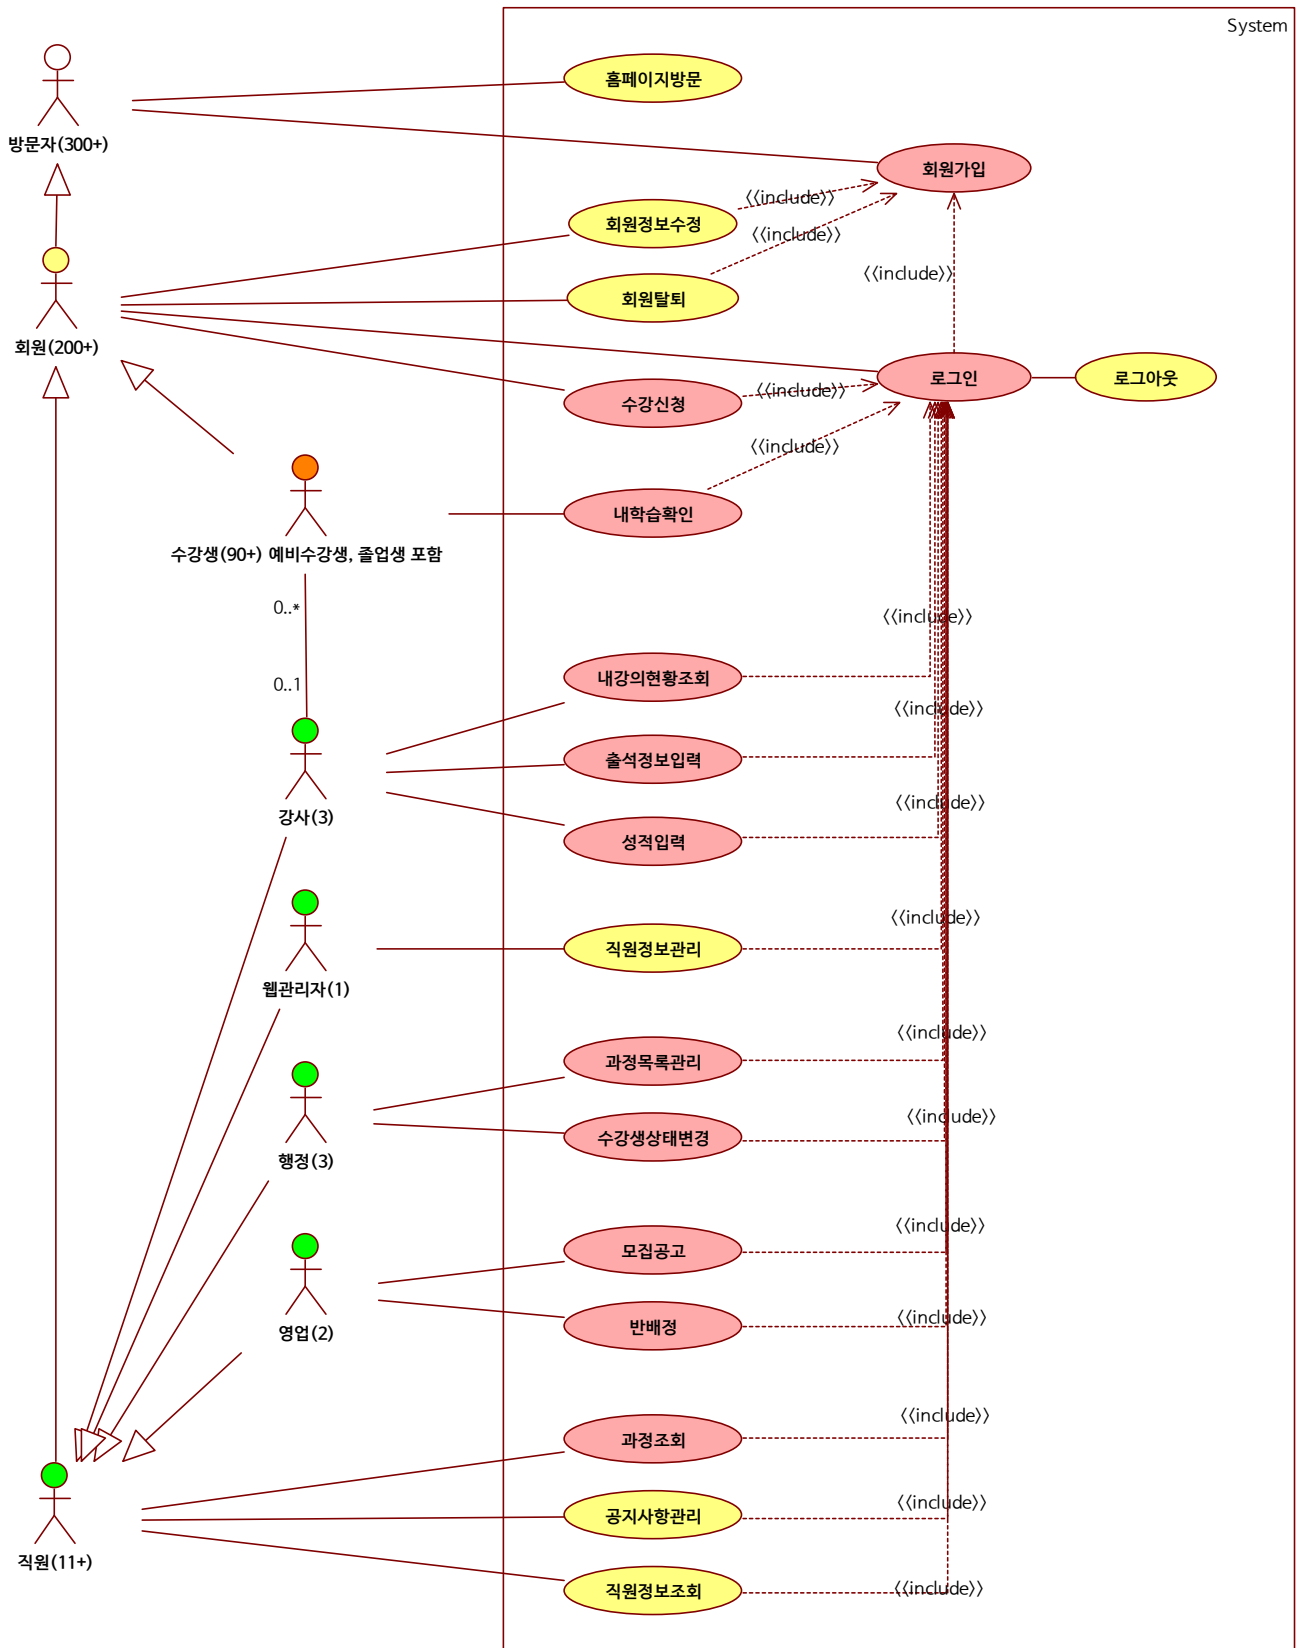 System
홈페이지방문
방문자(300+)
회원가입
<<include>>
회원정보수정
<<include>>
<<include>>
회원탈퇴
회원(200+)
로그인
로그아웃
<<include>>
수강신청
<<include>>
내학습확인
수강생(90+) 예비수강생, 졸업생 포함
0..*
<<include>>
0..1
내강의현황조회
<<include>>
출석정보입력
<<include>>
강사(3)
성적입력
<<include>>
직원정보관리
웹관리자(1)
<<include>>
과정목록관리
<<include>>
수강생상태변경
행정(3)
<<include>>
모집공고
<<include>>
반배정
영업(2)
<<include>>
과정조회
<<include>>
공지사항관리
직원(11+)
<<include>>
직원정보조회